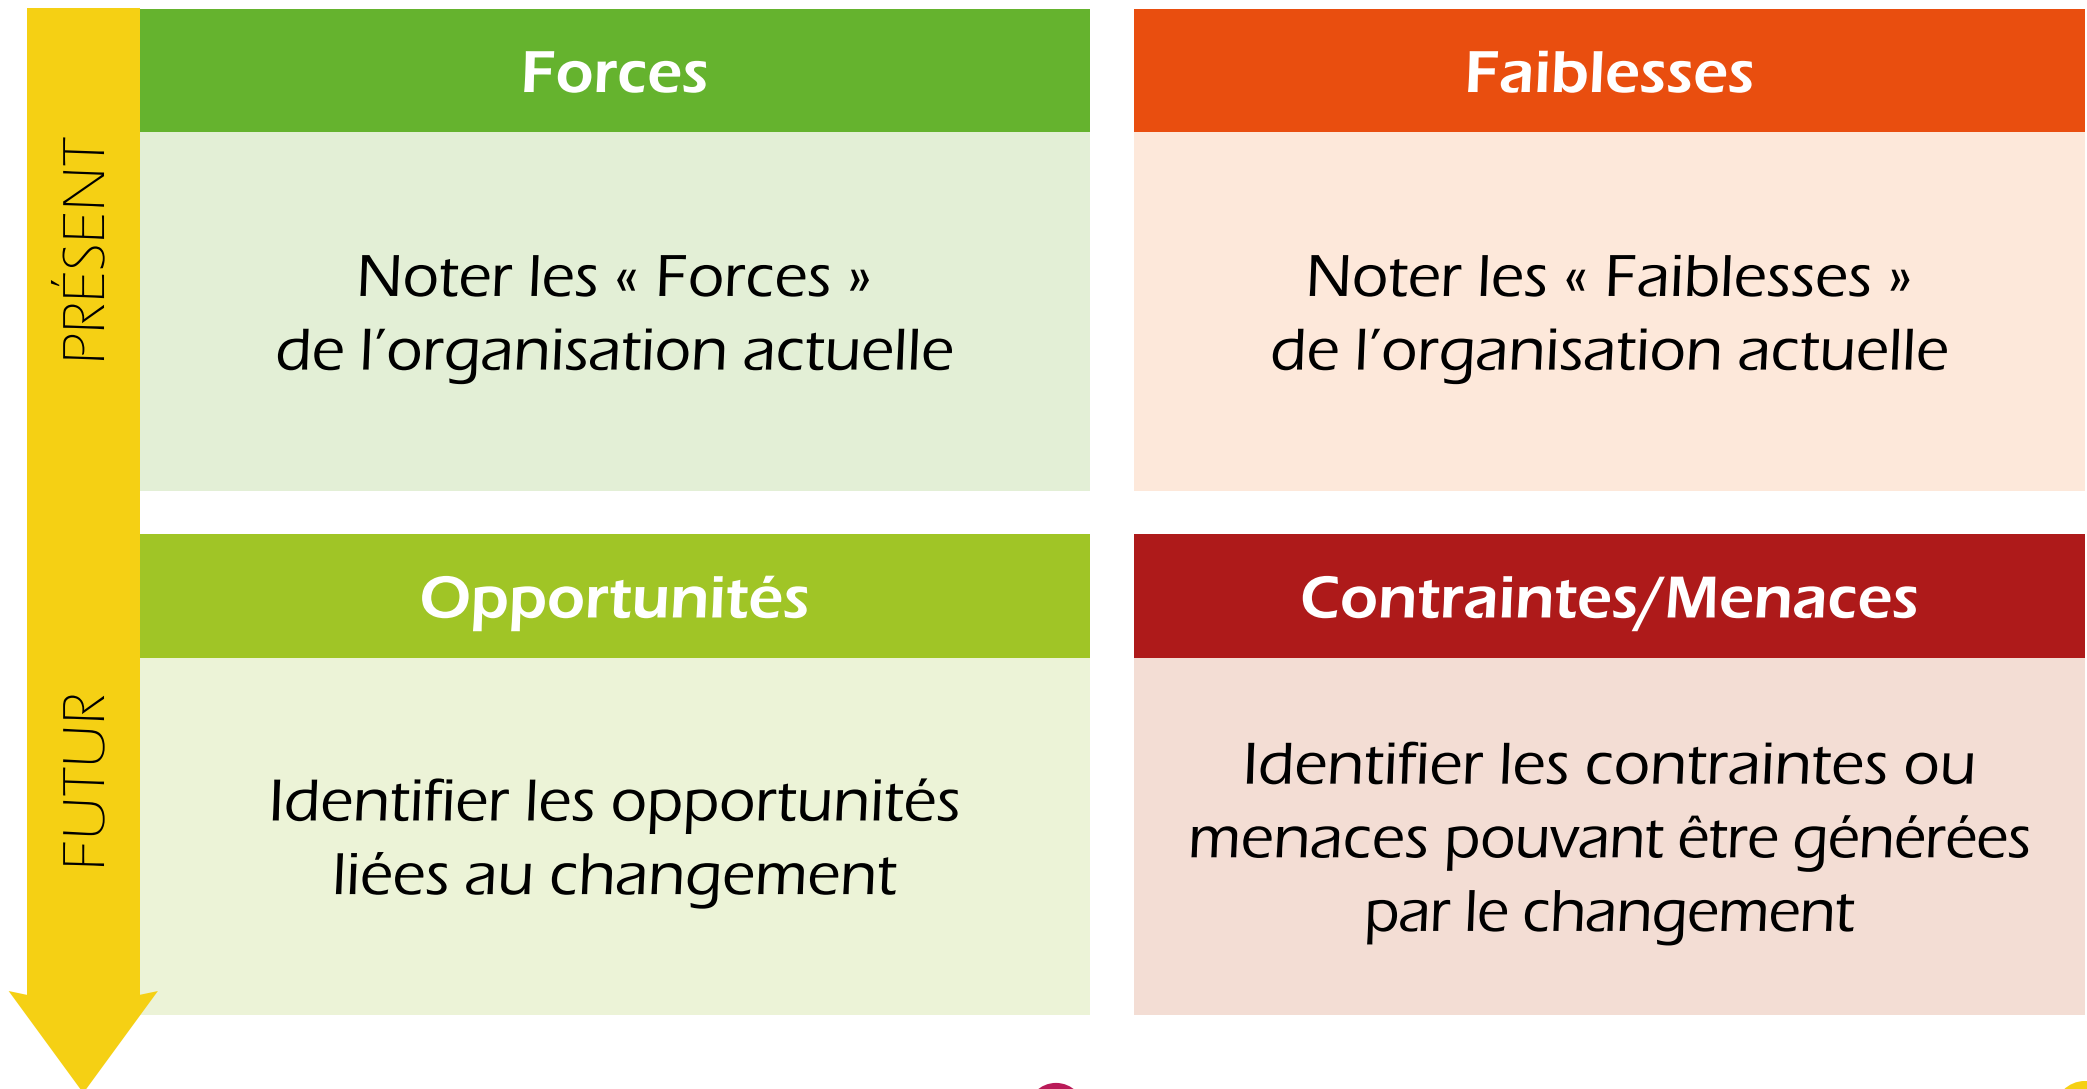 PRÉSENT
Forces
Noter les « Forces »
de l’organisation actuelle
Faiblesses
Noter les « Faiblesses »
de l’organisation actuelle
FUTUR
Opportunités
Identifier les opportunités
liées au changement
Contraintes/Menaces
Identifier les contraintes ou
menaces pouvant être générées
par le changement